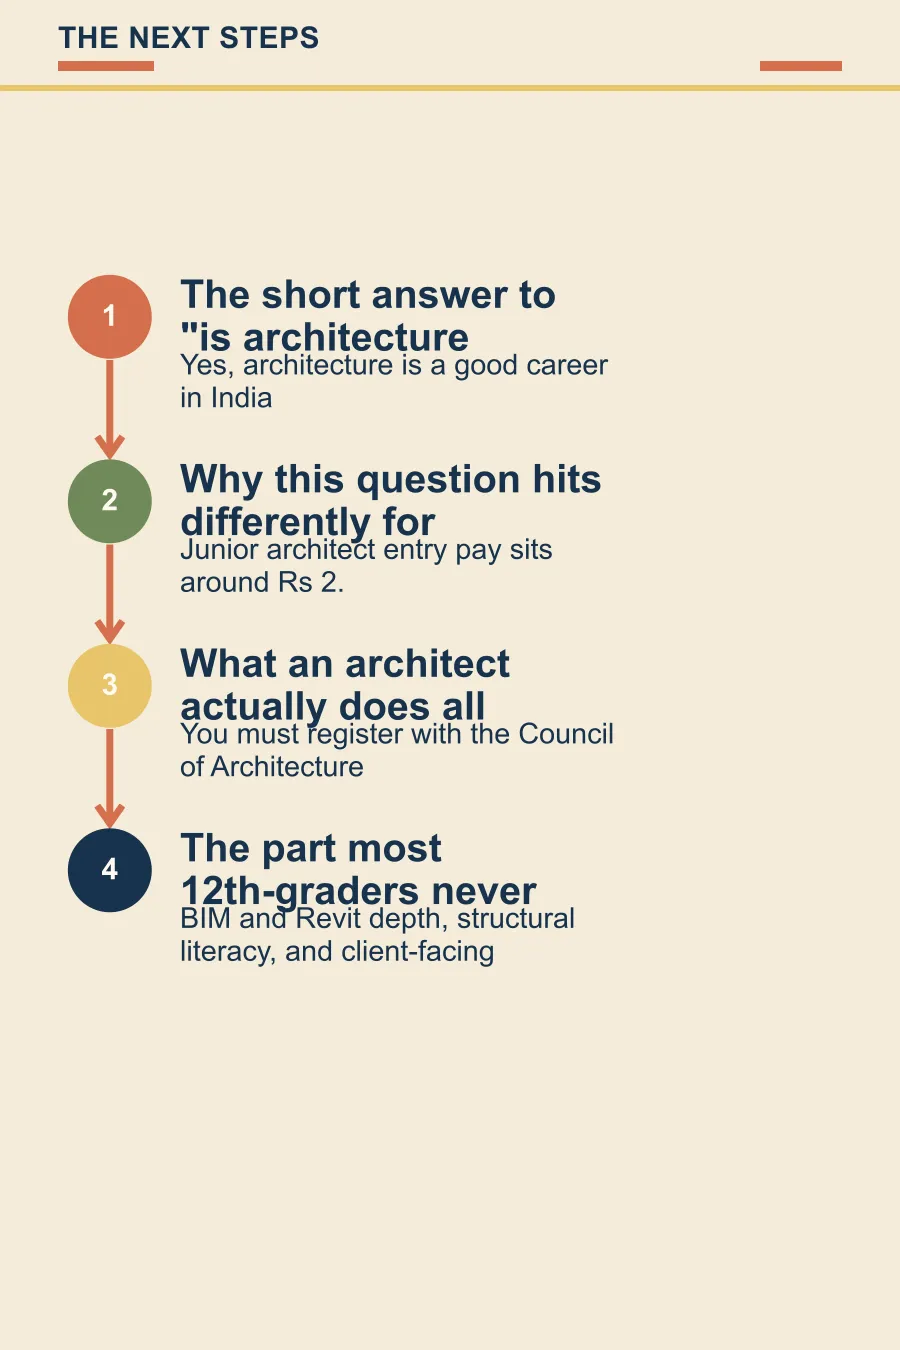 THE NEXT STEPS
1
The short answer to
"is architecture
Yes, architecture is a good career
in India
2
Why this question hits
differently for
Junior architect entry pay sits
around Rs 2.
3
What an architect
actually does all
You must register with the Council
of Architecture
4
The part most
12th-graders never
BIM and Revit depth, structural
literacy, and client-facing